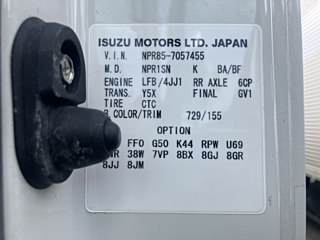 ISUZU MOTORS LTD. JAPAN
V.I.N. NPR85-7057455
M.D. NPR1SN K BA/BF
ENGINE LFB/4JJ1 RR AXLE 6CP
TRANS. Y5X FINAL GV1
TIRE CTC
COLOR/TRIM 729/155
OPTION
FFO G50 K44 RPW U69
38W 7VP 8BX 8GJ 8GR
8JJ 8JM